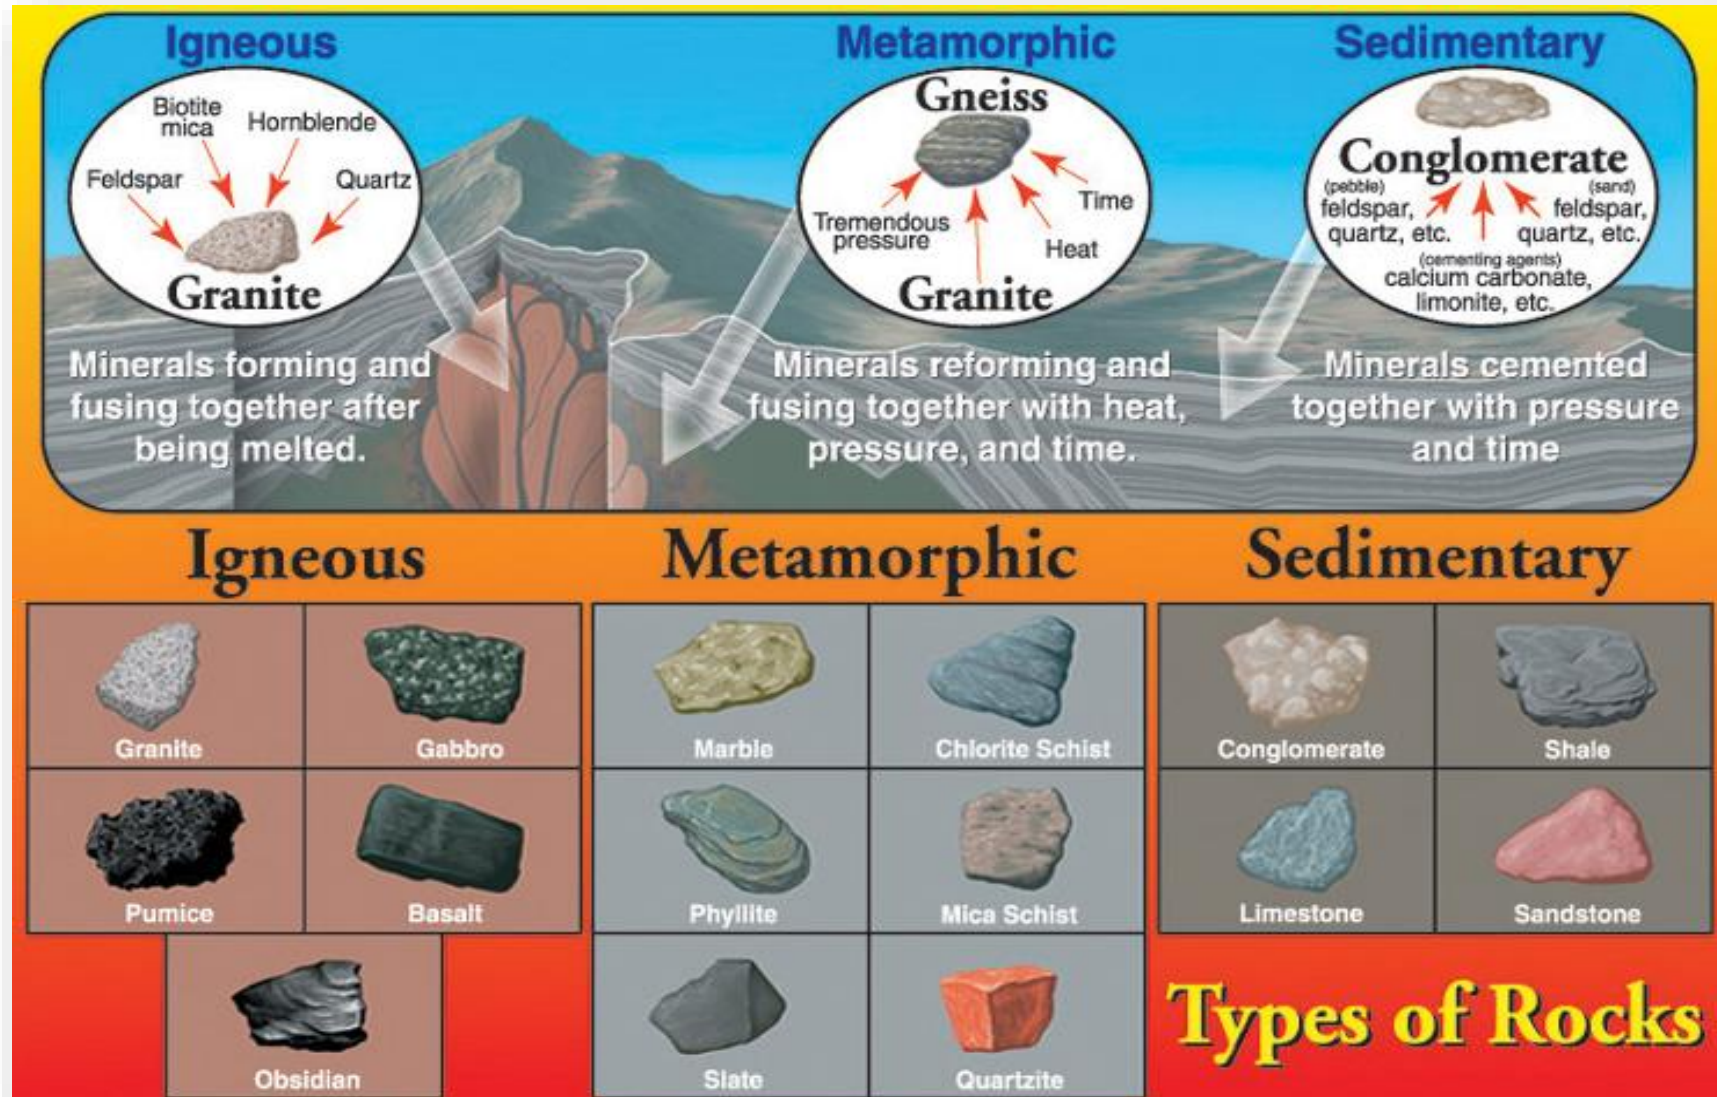 Igneous
Biotite
mica
Hornblende
Feldspar
Quartz
Granite
Minerals forming and
fusing together after
being melted.
Metamorphic
Gneiss
Tremendous
pressure
Time
Heat
Granite
Minerals reforming and
fusing together with heat,
pressure, and time.
Sedimentary
Conglomerate
(pebble)
feldspar,
quartz, etc.
(sand)
feldspar,
quartz, etc.
(cementing agents)
calcium carbonate,
limonite, etc.
Minerals cemented
together with pressure
and time
Igneous
Granite
Gabbro
Pumice
Basalt
Obsidian
Metamorphic
Marble
Chlorite Schist
Phyllite
Mica Schist
Slate
Quartzite
Sedimentary
Conglomerate
Shale
Limestone
Sandstone
Types of Rocks